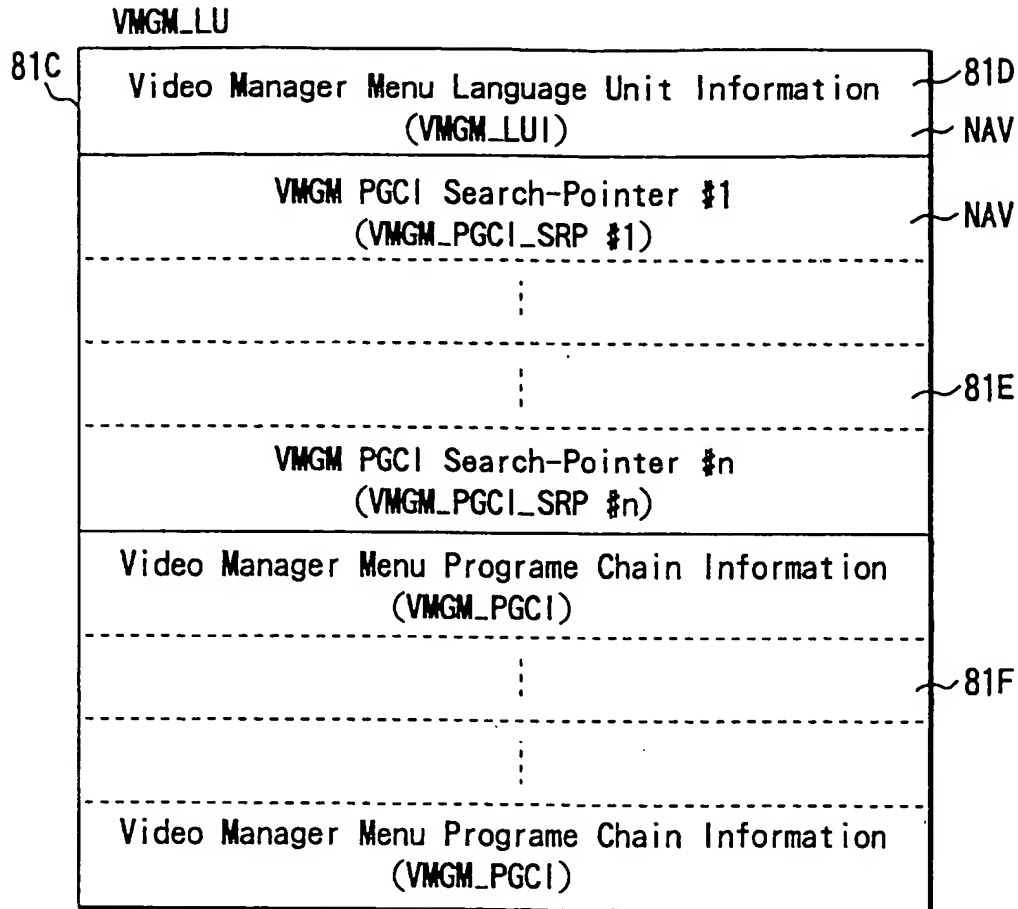 VMGM_LU
81C
Video Manager Menu Language Unit Information
81D
(VMGM_LUI)
NAV
VMGM PGCI Search-Pointer #1
NAV
(VMGM_PGCI_SRP #1)
81E
VMGM PGCI Search-Pointer #n
(VMGM_PGCI_SRP #n)
Video Manager Menu Programe Chain Information
(VMGM_PGCI)
81F
Video Manager Menu Programe Chain Information
(VMGM_PGCI)